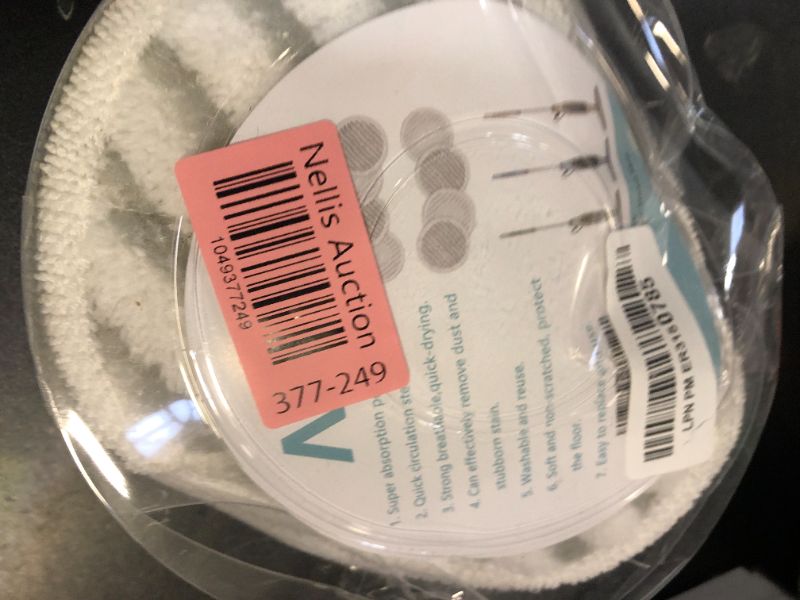 Nellis Auction
1049377249
377-249
1. Super absorption
2. Quick circulation
3. Strong breathable,quick-drying.
4. Can effectively remove dust and
stubborn stain.
5. Washable and reuse.
6. Soft and non-scratched, protect
the floor.
7. Easy to replace
LPN PM ER3160785